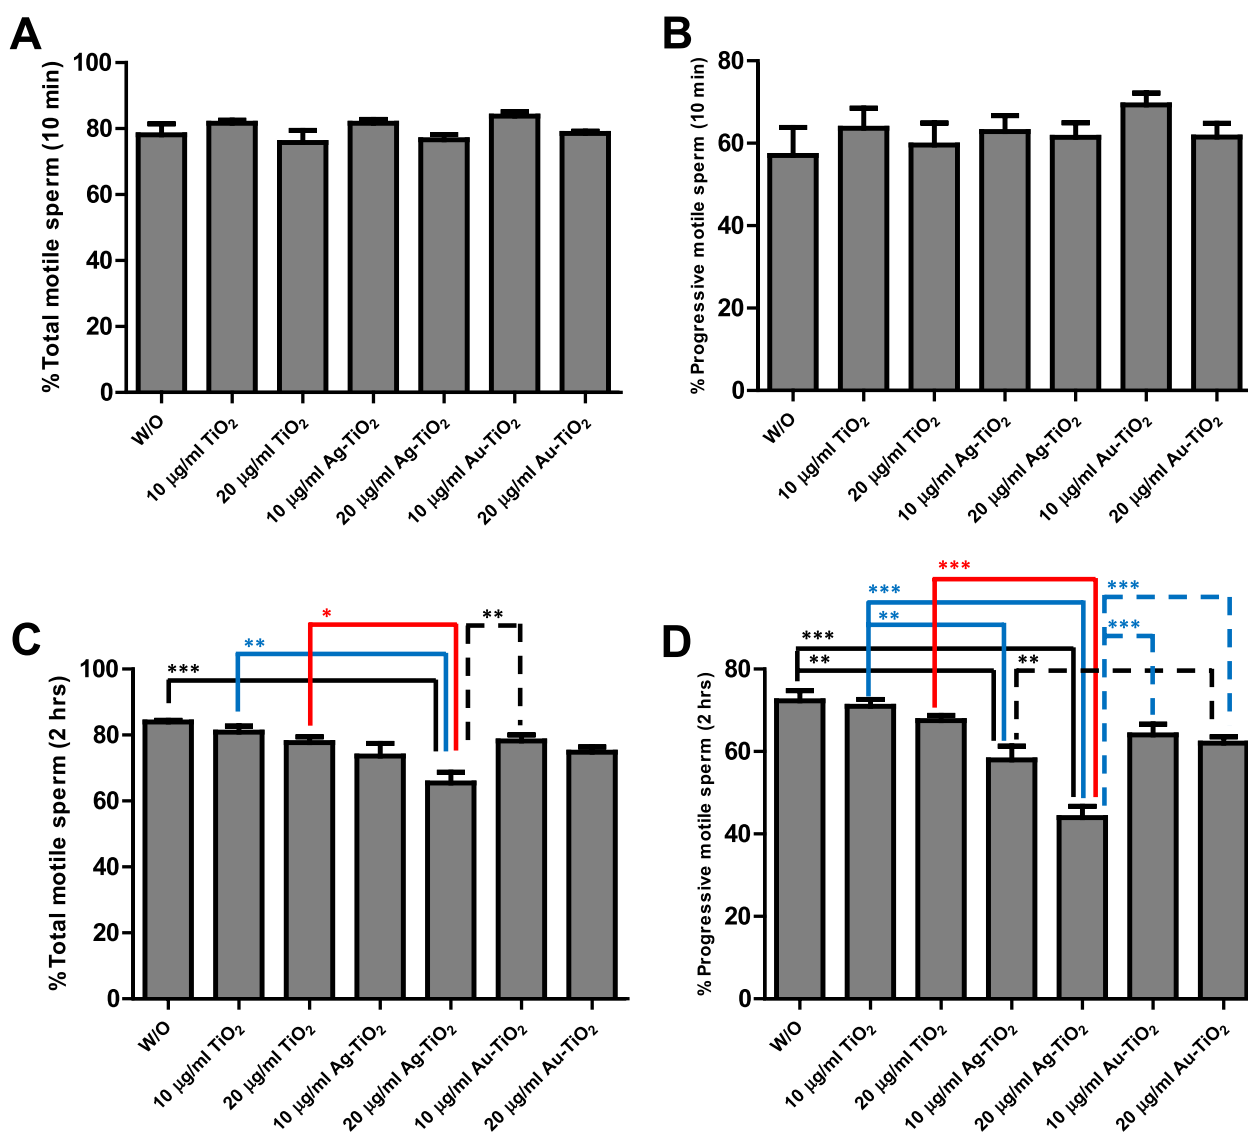 A
% Total motile sperm (10 min)
100
80
60
40
20
0
W/O
10 µg/ml TiO2
20 µg/ml TiO2
10 µg/ml Ag-TiO2
20 µg/ml Ag-TiO2
10 µg/ml Au-TiO2
20 µg/ml Au-TiO2
B
% Progressive motile sperm (10 min)
80
60
40
20
0
W/O
10 µg/ml TiO2
20 µg/ml TiO2
10 µg/ml Ag-TiO2
20 µg/ml Ag-TiO2
10 µg/ml Au-TiO2
20 µg/ml Au-TiO2
C
% Total motile sperm (2 hrs)
100
80
60
40
20
0
*
**
**
***
W/O
10 µg/ml TiO2
20 µg/ml TiO2
10 µg/ml Ag-TiO2
20 µg/ml Ag-TiO2
10 µg/ml Au-TiO2
20 µg/ml Au-TiO2
D
% Progressive motile sperm (2 hrs)
80
60
40
20
0
***
***
***
**
***
***
**
**
W/O
10 µg/ml TiO2
20 µg/ml TiO2
10 µg/ml Ag-TiO2
20 µg/ml Ag-TiO2
10 µg/ml Au-TiO2
20 µg/ml Au-TiO2